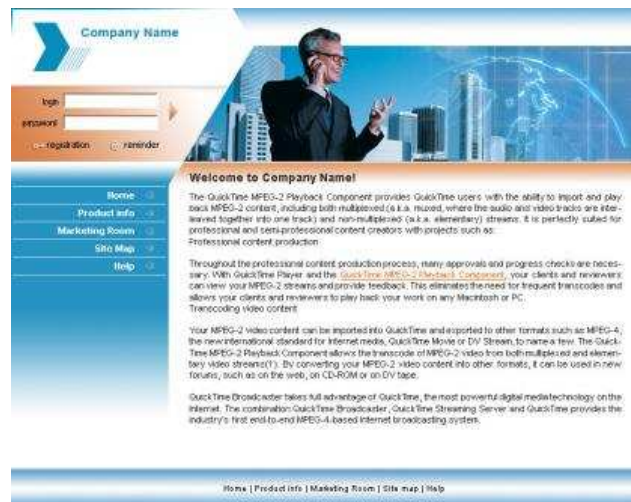 Company Name
login
password
registration
reminder
Home
Product info
Marketing Room
Site Map
Help
Welcome to Company Name!
The QuickTime MPEG-2 Playback Component provides QuickTime users with the ability to import and play
back MPEG-2 content, including both multiplexed (a.k.a. muxed, where the audio and video tracks are inter-
leaved together into one track) and non-multiplexed (a.k.a. elementary) streams. It is perfectly suited for
professional and semi-professional content creators with projects such as:
Professional content production
Throughout the professional content production process, many approvals and progress checks are neces-
sary. With QuickTime Player and the QuickTime MPEG-2 Playback Component, your clients and reviewers
can view your MPEG-2 streams and provide feedback. This eliminates the need for frequent transcodes and
allows your clients and reviewers to play back your work on any Macintosh or PC.
Transcoding video content
Your MPEG-2 video content can be imported into QuickTime and exported to other formats such as MPEG-4,
the new international standard for Internet media, QuickTime Movie or DV Stream, to name a few. The Quick-
Time MPEG-2 Playback Component allows the transcode of MPEG-2 video from both multiplexed and elemen-
tary video streams(1). By converting your MPEG-2 video content into other formats, it can be used in new
forums, such as on the web, on CD-ROM or on DV tape.
QuickTime Broadcaster takes full advantage of QuickTime, the most powerful digital media technology on the
Internet. The combination QuickTime Broadcaster, QuickTime Streaming Server and QuickTime provides the
industry's first end-to-end MPEG-4-based Internet broadcasting system.
Home | Product info | Marketing Room | Site map | Help